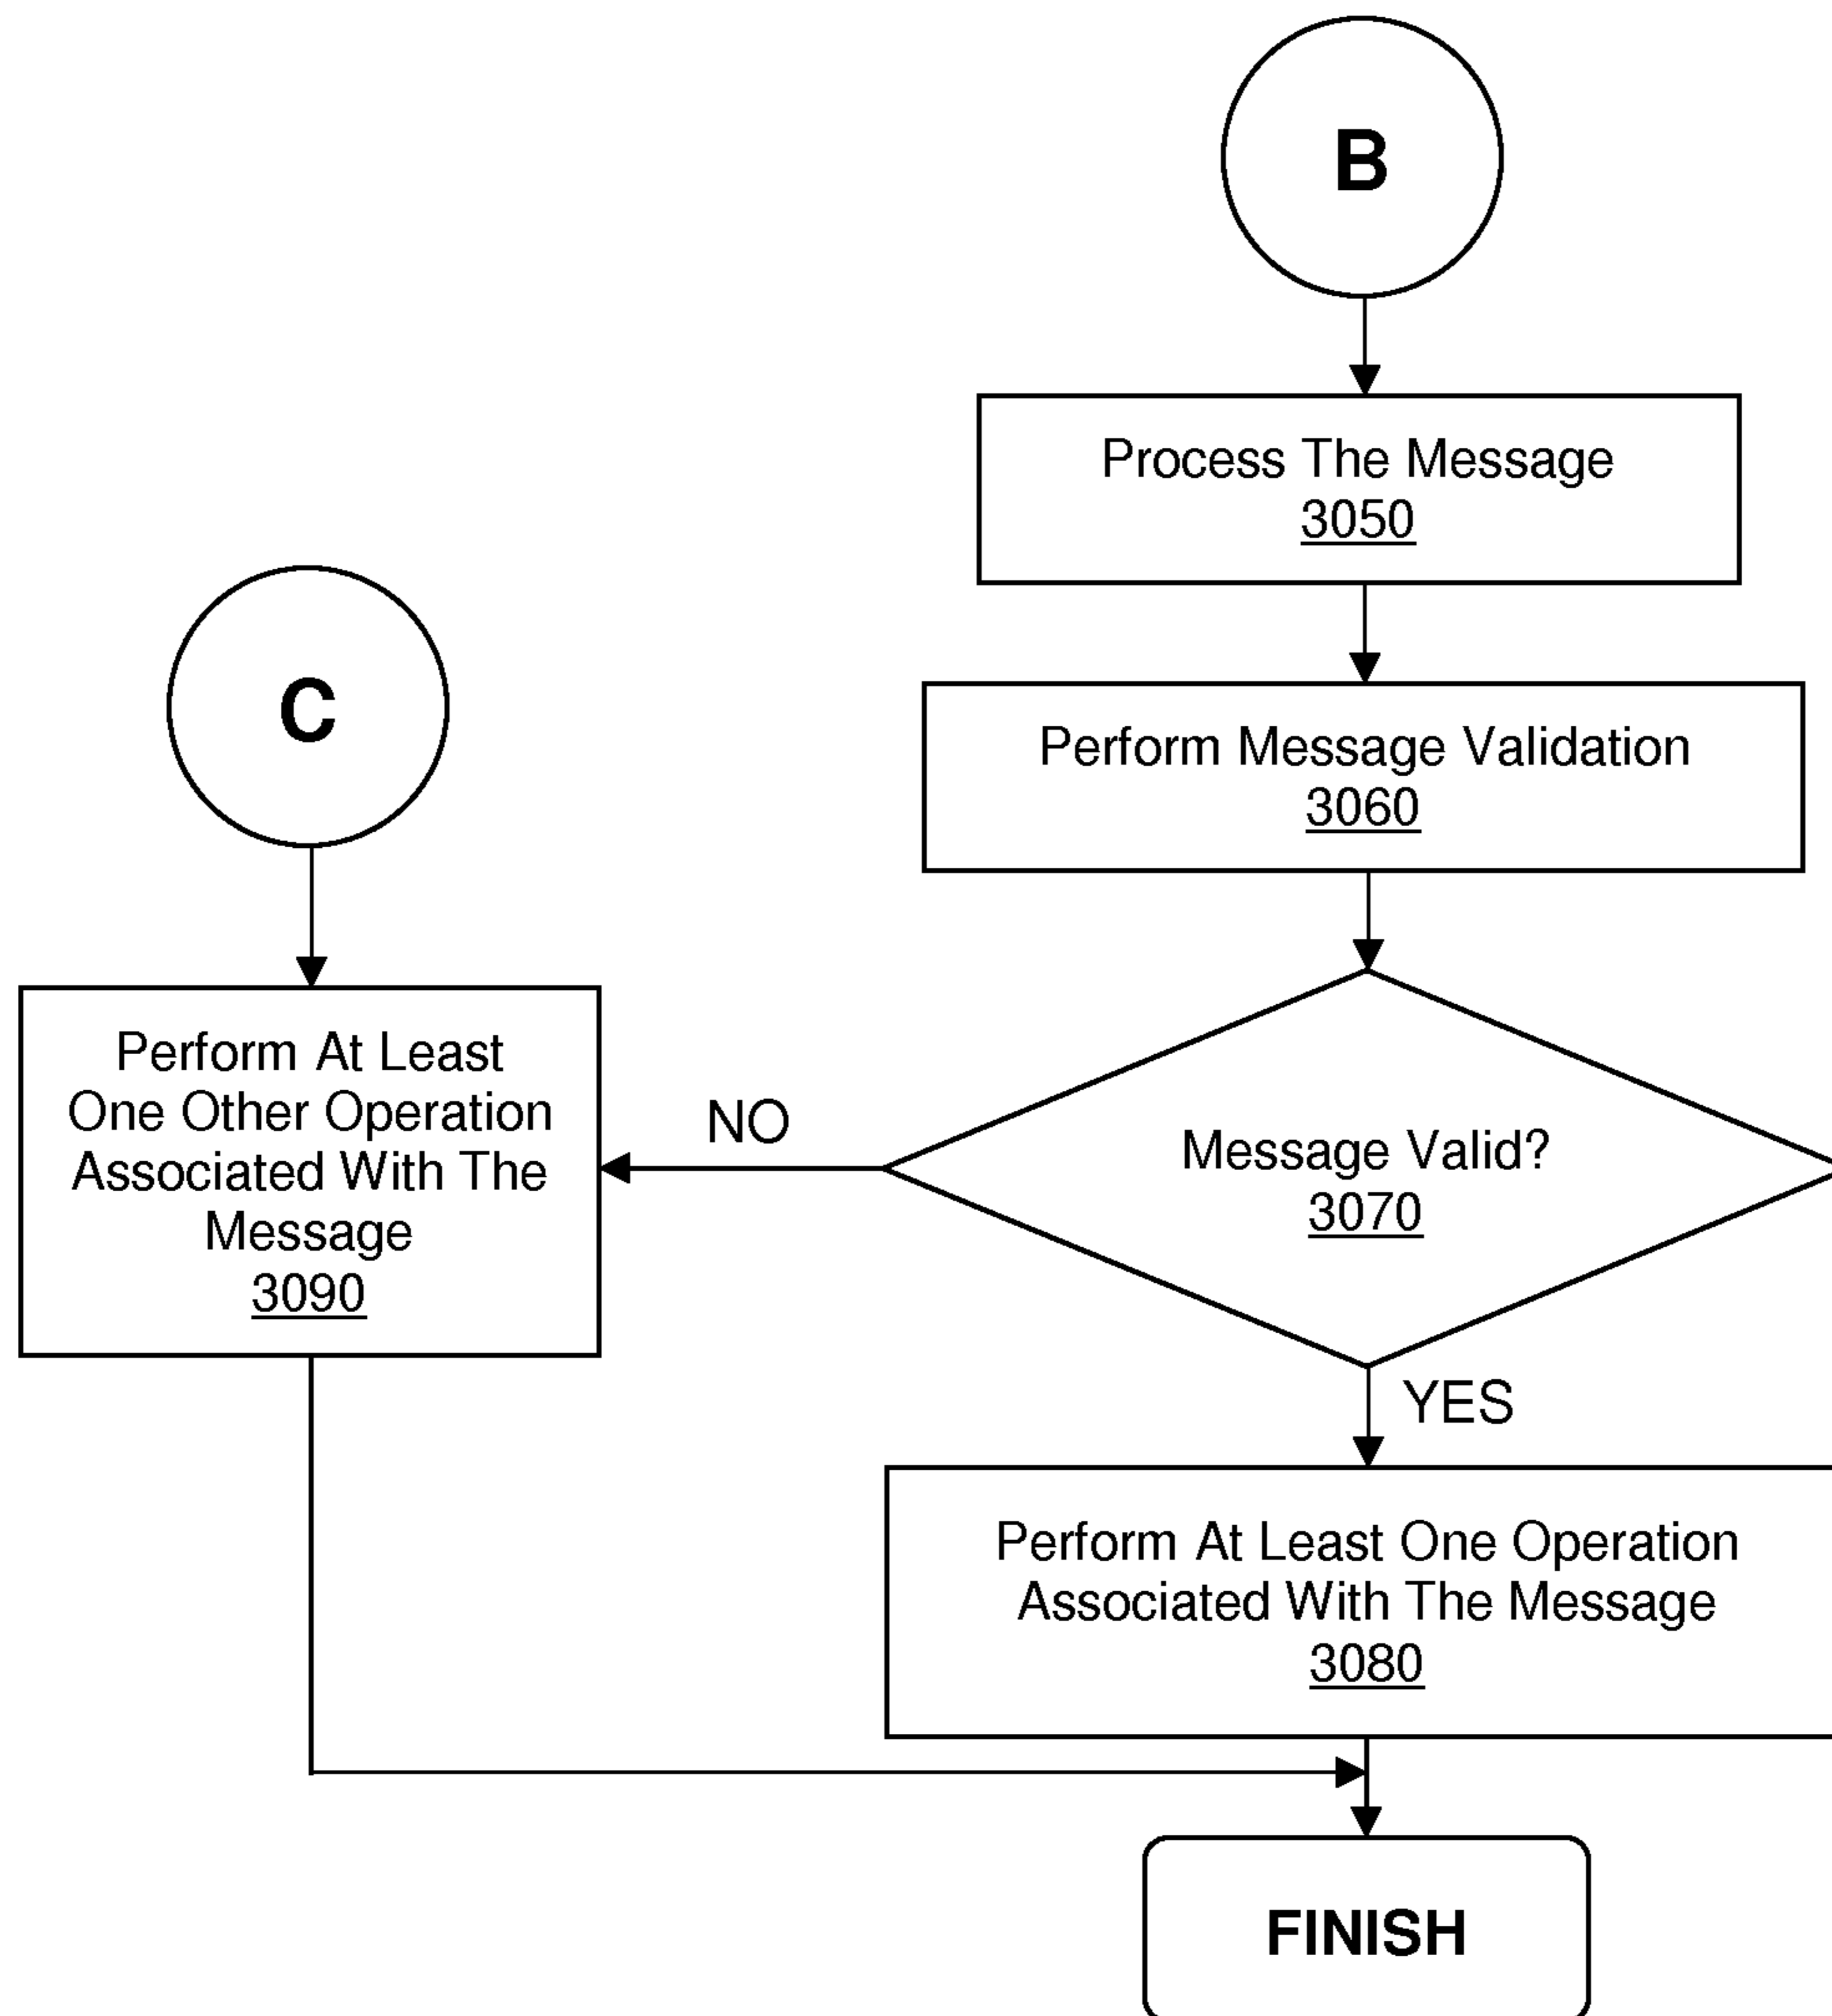 B
Process The Message
3050
C
Perform Message Validation
3060
Perform At Least
One Other Operation
Associated With The
Message
3090
NO
Message Valid?
3070
YES
Perform At Least One Operation
Associated With The Message
3080
FINISH